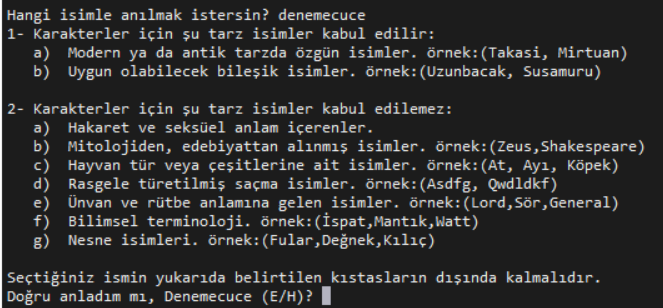 Hangi isimle anılmak istersin? denemecuce
1- Karakterler için şu tarz isimler kabul edilir:
a) Modern ya da antik tarzda özgün isimler. örnek:(Takasi, Mirtuan)
b) Uygun olabilecek bileşik isimler. örnek:(Uzunbacak, Susamuru)
2- Karakterler için şu tarz isimler kabul edilemez:
a) Hakaret ve seksüel anlam içerenler.
b) Mitolojiden, edebiyattan alınmış isimler. örnek:(Zeus,Shakespeare)
c) Hayvan tür veya çeşitlerine ait isimler. örnek:(At, Ayı, Köpek)
d) Rasgele türetilmiş saçma isimler. örnek:(Asdfg, Qwdldkf)
e) Ünvan ve rütbe anlamına gelen isimler. örnek:(Lord,Sör,General)
f) Bilimsel terminoloji. örnek:(İspat,Mantık,Watt)
g) Nesne isimleri. örnek:(Fular,Değnek,Kılıç)
Seçtiğiniz ismin yukarıda belirtilen kıstasların dışında kalmalıdır.
Doğru anladım mı, Denemecuce (E/H)?